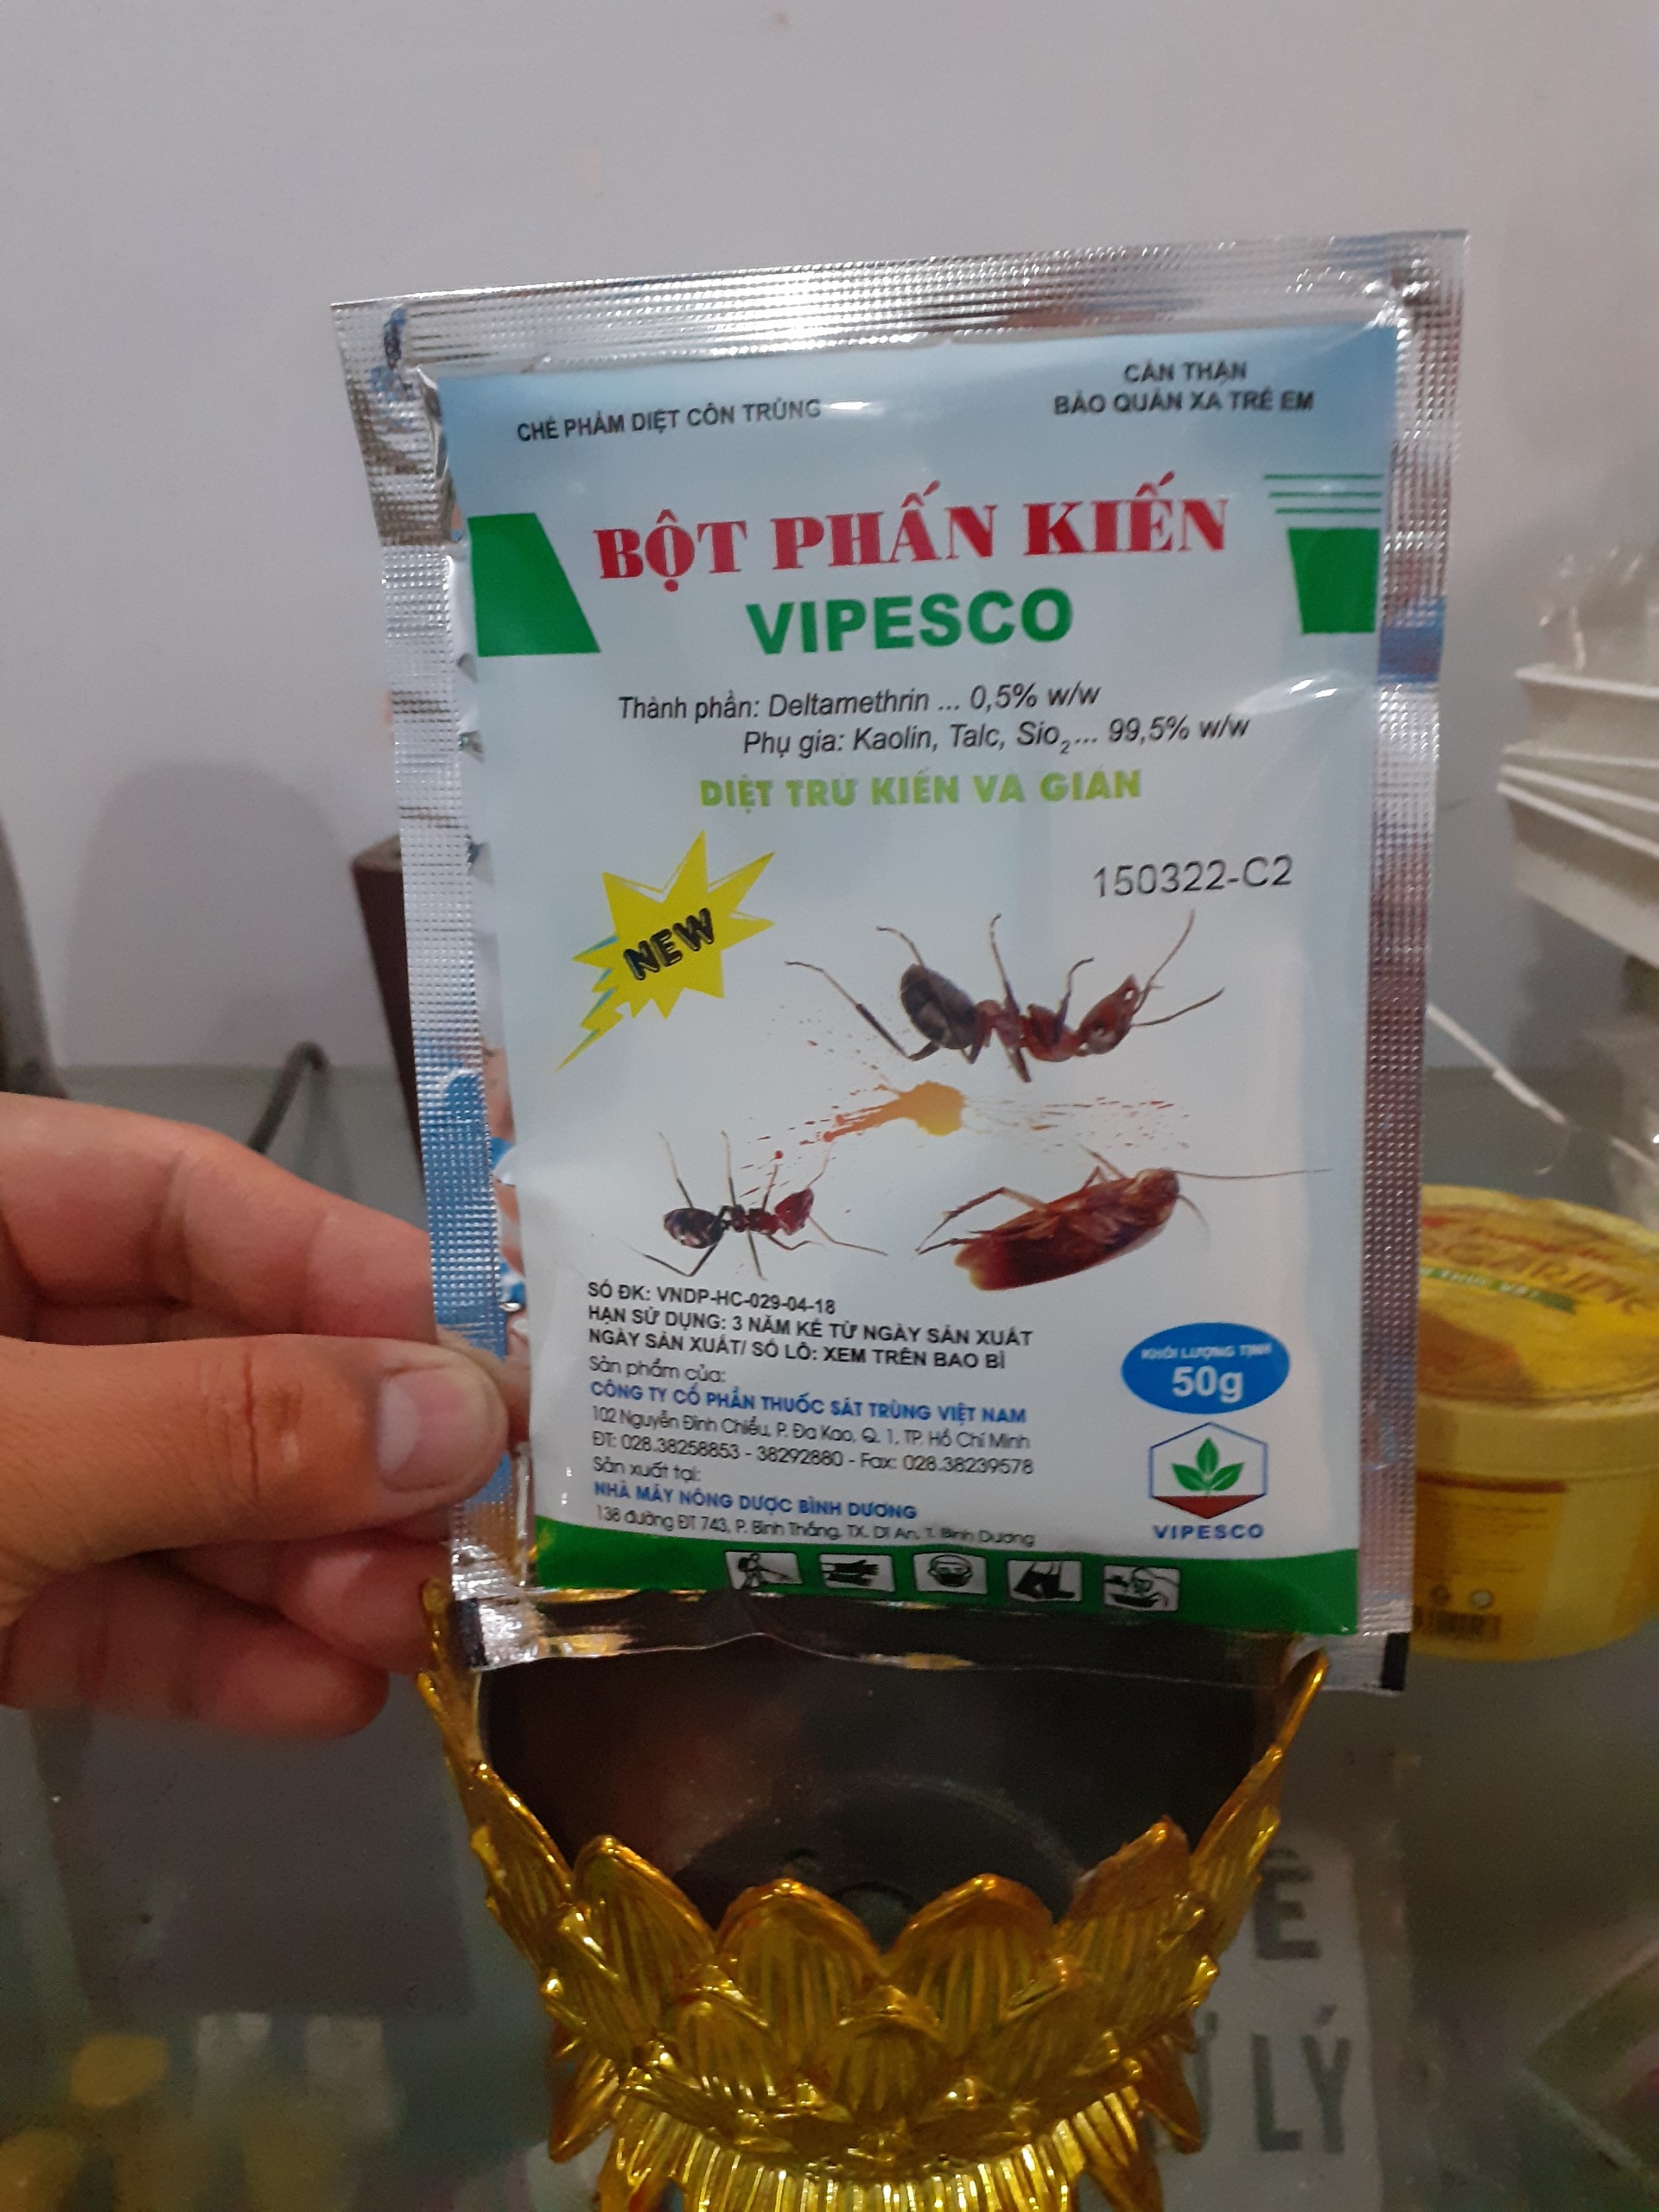 CHẾ PHẨM DIỆT CÔN TRÙNG
CẨN THẬN
BẢO QUẢN XA TRẺ EM
BỘT PHẤN KIẾN
VIPESCO
Thành phần: Deltamethrin ... 0,5% w/w
Phụ gia: Kaolin, Talc, Sio2... 99,5% w/w
DIỆT TRỪ KIẾN VÀ GIÁN
150322-C2
NEW
SỐ ĐK: VNDP-HC-029-04-18
HẠN SỬ DỤNG: 3 NĂM KỂ TỪ NGÀY SẢN XUẤT
NGÀY SẢN XUẤT/ SỐ LÔ: XEM TRÊN BAO BÌ
Sản phẩm của:
CÔNG TY CỔ PHẦN THUỐC SÁT TRÙNG VIỆT NAM
102 Nguyễn Đình Chiểu, P. Đa Kao, Q. 1, TP. Hồ Chí Minh
ĐT: 028.38258853 - 38292880 - Fax: 028.38239578
Sản xuất tại:
NHÀ MÁY NÔNG DƯỢC BÌNH DƯƠNG
138 đường ĐT 743, P. Bình Thắng, TX. Dĩ An, T. Bình Dương
KHỐI LƯỢNG TỊNH
50g
VIPESCO
LÝ